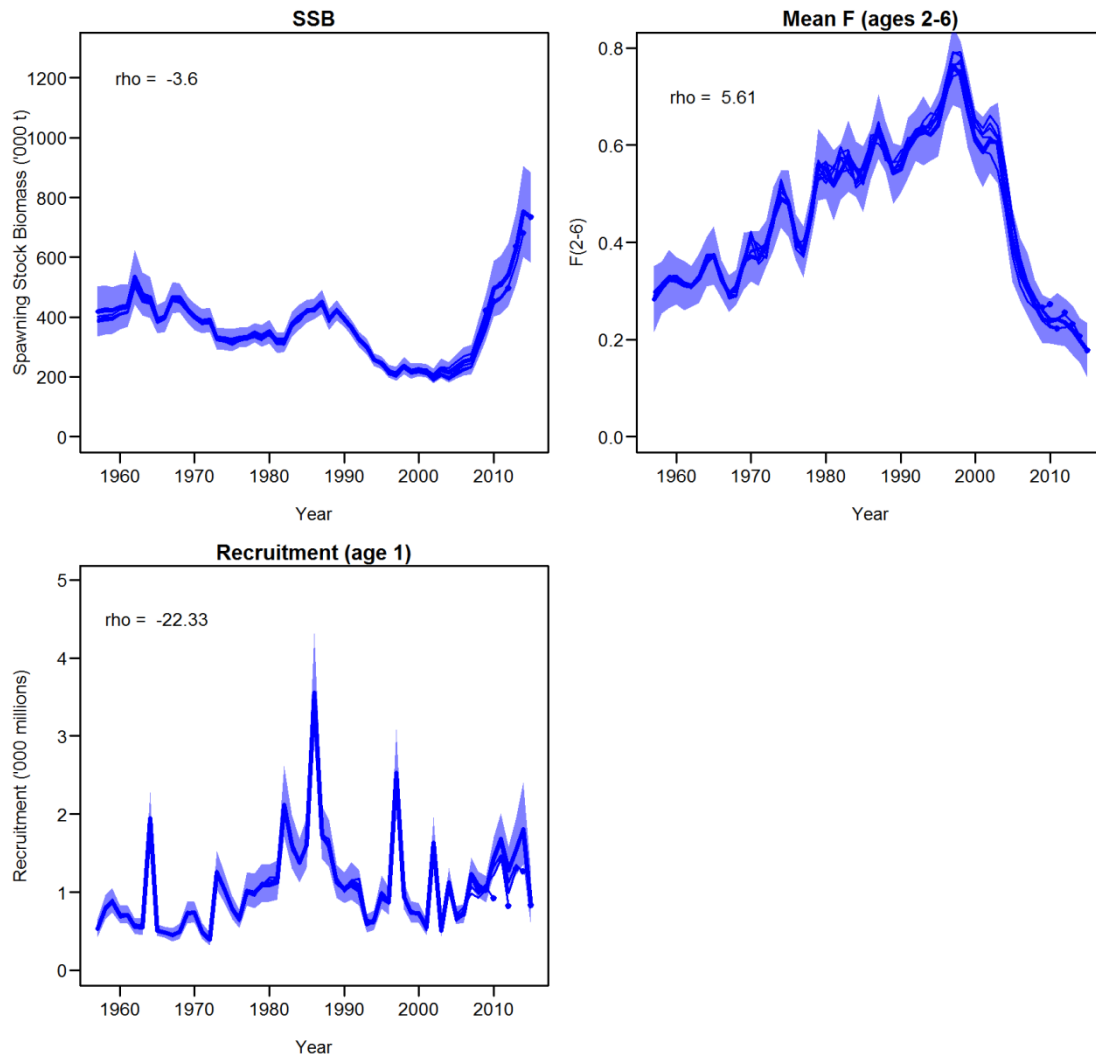 SSB
rho = -3.6
Spawning Stock Biomass ('000 t)
1200
1000
800
600
400
200
0
1960 1970 1980 1990 2000 2010
Year
Mean F (ages 2-6)
rho = 5.61
F(2-6)
0.8
0.6
0.4
0.2
0.0
1960 1970 1980 1990 2000 2010
Year
Recruitment (age 1)
rho = -22.33
Recruitment ('000 millions)
5
4
3
2
1
0
1960 1970 1980 1990 2000 2010
Year